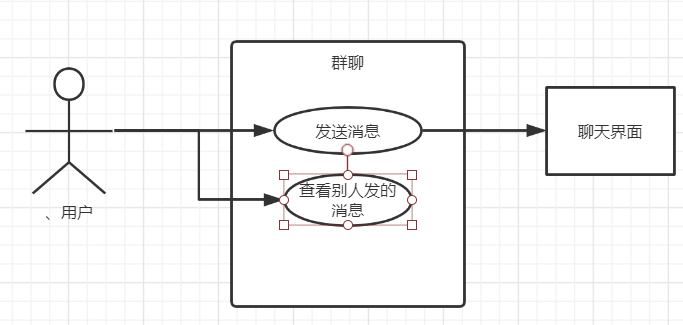 群聊
发送消息
聊天界面
查看别人发的
消息
、用户